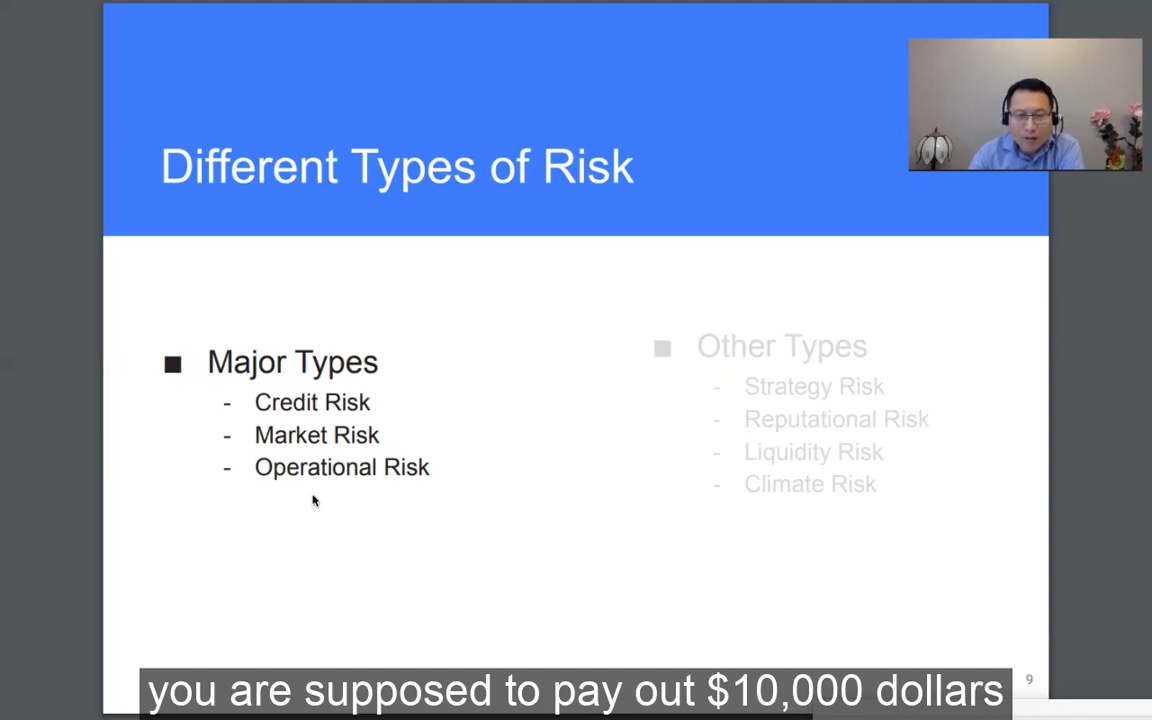 Different Types of Risk
■ Major Types
- Credit Risk
- Market Risk
- Operational Risk
■ Other Types
- Strategy Risk
- Reputational Risk
- Liquidity Risk
- Climate Risk
you are supposed to pay out $10,000 dollars
9